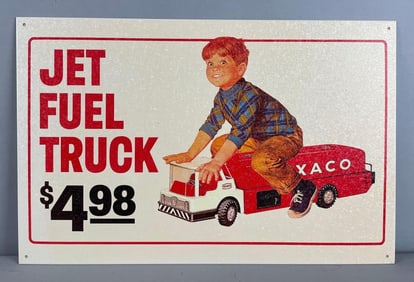 JET
FUEL
TRUCK
$4.98
XACO